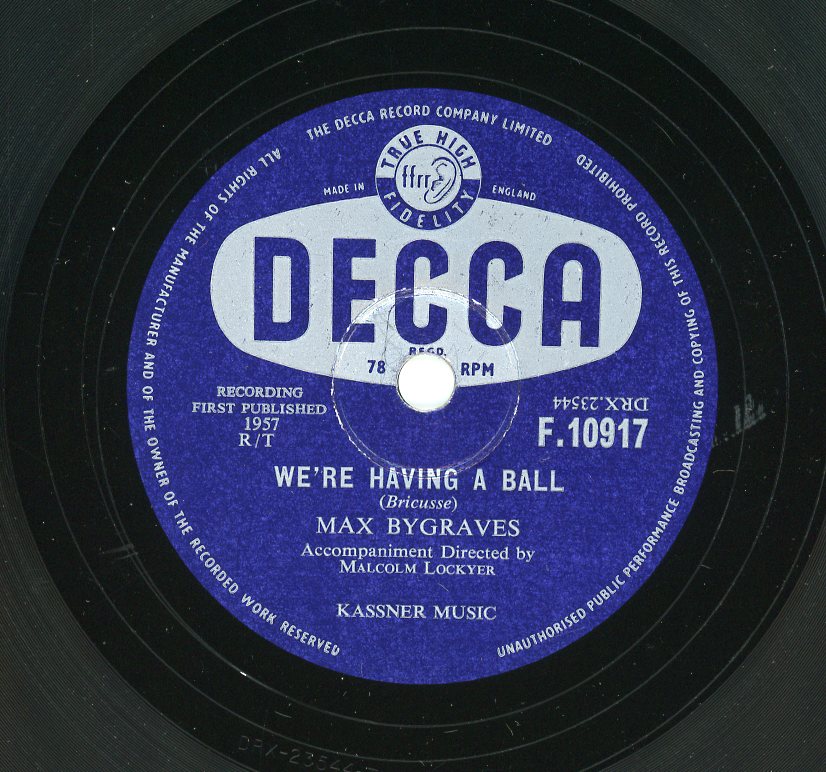 THE DECCA RECORD COMPANY LIMITED
ALL RIGHTS OF THE MANUFACTURER AND OF THE OWNER OF THE RECORDED WORK RESERVED
UNAUTHORISED PUBLIC PERFORMANCE BROADCASTING AND COPYING OF THIS RECORD PROHIBITED
TRUE HIGH
ffrr
FIDELITY
MADE IN ENGLAND
DECCA
REGD.
78 RPM
RECORDING
FIRST PUBLISHED
1957
R/T
DRX.23544
F.10917
WE'RE HAVING A BALL
(Bricusse)
MAX BYGRAVES
Accompaniment Directed by
MALCOLM LOCKYER
KASSNER MUSIC